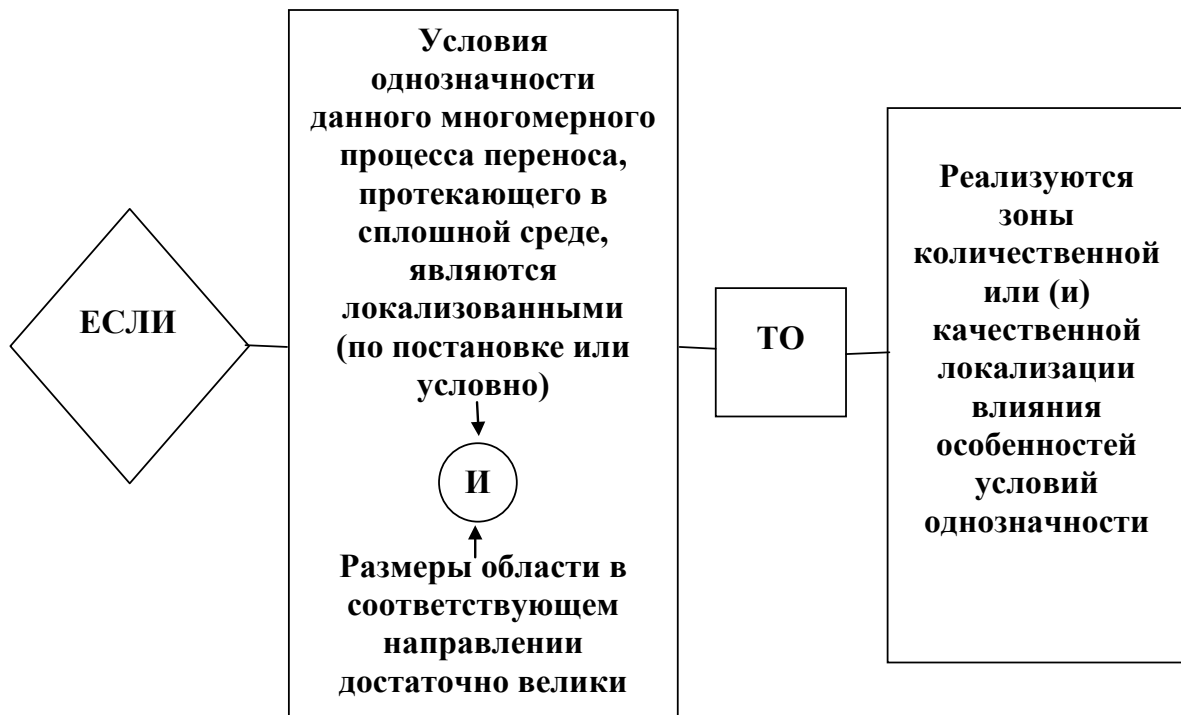 ЕСЛИ
Условия
однозначности
данного многомерного
процесса переноса,
протекающего в
сплошной среде,
являются
локализованными
(по постановке или
условно)
И
Размеры области в
соответствующем
направлении
достаточно велики
ТО
Реализуются
зоны
количественной
или (и)
качественной
локализации
влияния
особенностей
условий
однозначности